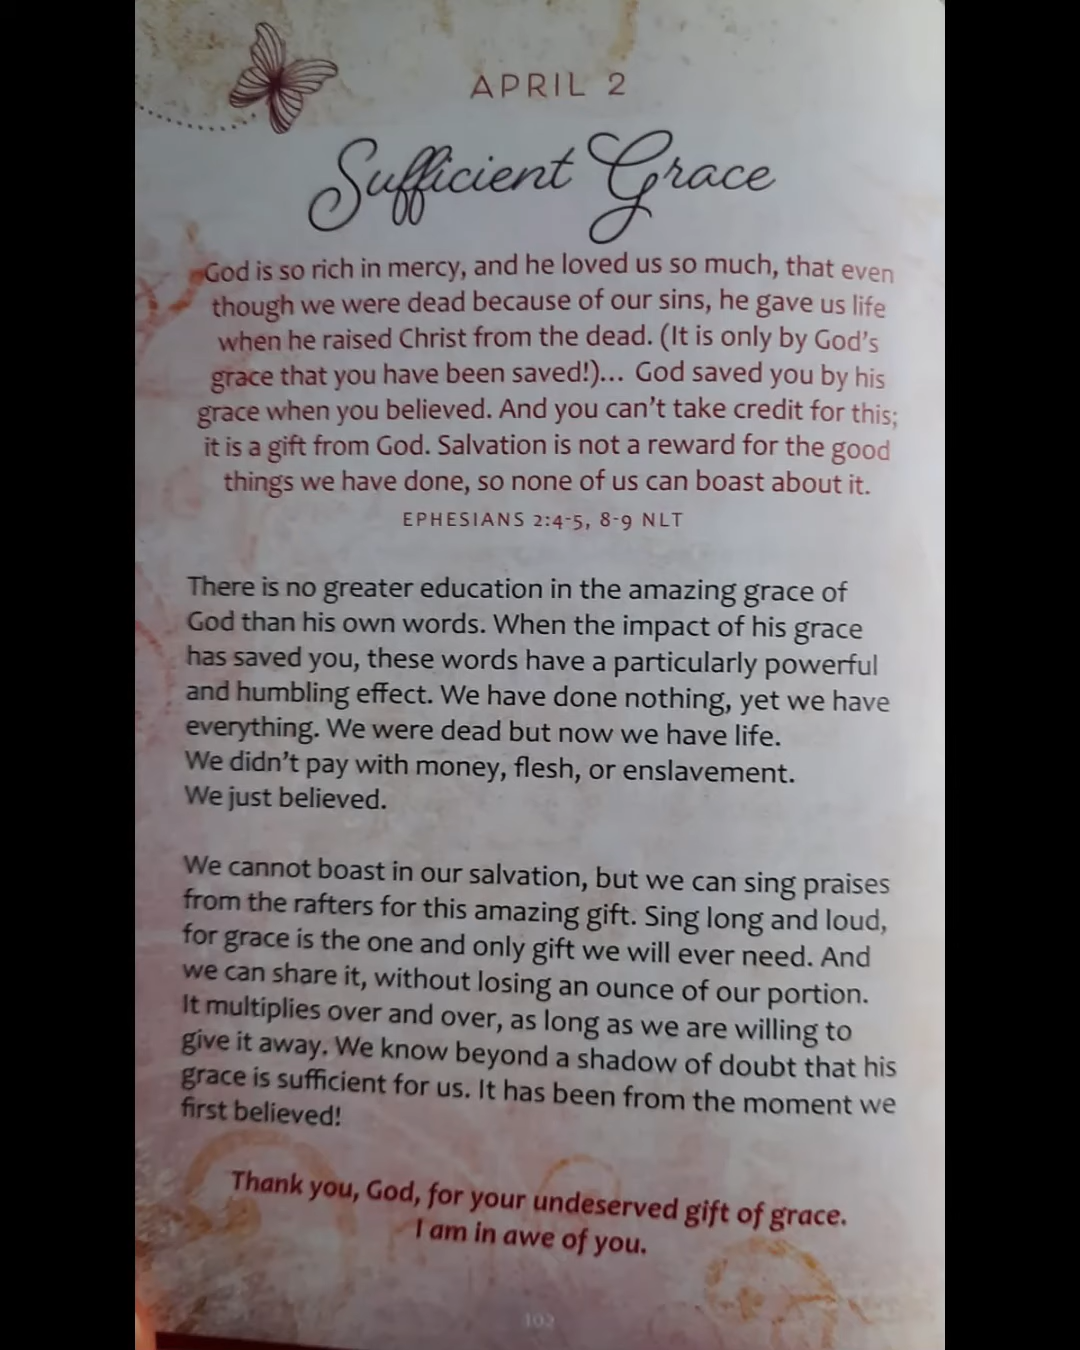 APRIL 2
Sufficient Grace
God is so rich in mercy, and he loved us so much, that even
though we were dead because of our sins, he gave us life
when he raised Christ from the dead. (It is only by God's
grace that you have been saved!)... God saved you by his
grace when you believed. And you can't take credit for this;
it is a gift from God. Salvation is not a reward for the good
things we have done, so none of us can boast about it.
EPHESIANS 2:4-5, 8-9 NLT
There is no greater education in the amazing grace of
God than his own words. When the impact of his grace
has saved you, these words have a particularly powerful
and humbling effect. We have done nothing, yet we have
everything. We were dead but now we have life.
We didn't pay with money, flesh, or enslavement.
We just believed.
We cannot boast in our salvation, but we can sing praises
from the rafters for this amazing gift. Sing long and loud,
for grace is the one and only gift we will ever need. And
we can share it, without losing an ounce of our portion.
It multiplies over and over, as long as we are willing to
give it away. We know beyond a shadow of doubt that his
grace is sufficient for us. It has been from the moment we
first believed!
Thank you, God, for your undeserved gift of grace.
I am in awe of you.
102